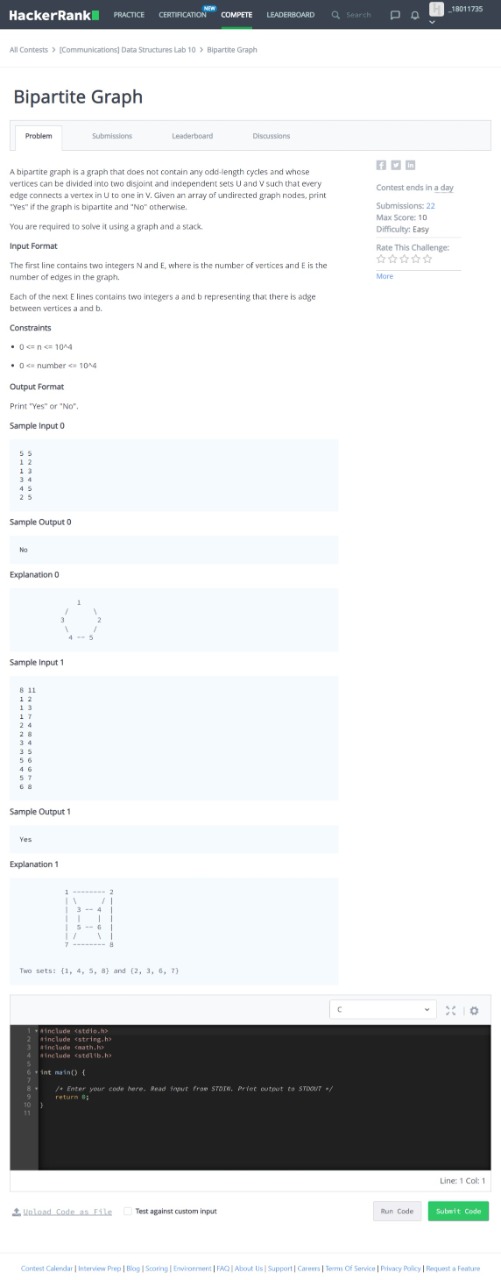 HackerRank PRACTICE CERTIFICATION NEW COMPETE LEADERBOARD Search H _18011735
All Contests > [Communications] Data Structures Lab 10 > Bipartite Graph
Bipartite Graph
Problem Submissions Leaderboard Discussions
A bipartite graph is a graph that does not contain any odd-length cycles and whose
vertices can be divided into two disjoint and independent sets U and V such that every
edge connects a vertex in U to one in V. Given an array of undirected graph nodes, print
"Yes" if the graph is bipartite and "No" otherwise.
You are required to solve it using a graph and a stack.
Input Format
The first line contains two integers N and E, where is the number of vertices and E is the
number of edges in the graph.
Each of the next E lines contains two integers a and b representing that there is adge
between vertices a and b.
Constraints
• 0 <= n <= 10^4
• 0 <= number <= 10^4
Output Format
Print "Yes" or "No".
Sample Input 0
5 5
1 2
1 3
3 4
4 5
2 5
Sample Output 0
No
Explanation 0
1
/ \
3 2
\ /
4 -- 5
Sample Input 1
8 11
1 2
1 3
1 7
2 4
2 8
3 4
3 5
5 6
4 6
5 7
6 8
Sample Output 1
Yes
Explanation 1
1 -------- 2
| \ / |
| 3 -- 4 |
| | | |
| 5 -- 6 |
| / \ |
7 -------- 8
Two sets: {1, 4, 5, 8} and {2, 3, 6, 7}
Contest ends in a day
Submissions: 22
Max Score: 10
Difficulty: Easy
Rate This Challenge:
More
C
1 #include <stdio.h>
2 #include <string.h>
3 #include <math.h>
4 #include <stdlib.h>
5
6 int main() {
7
8 /* Enter your code here. Read input from STDIN. Print output to STDOUT */
9 return 0;
10 }
11
Line: 1 Col: 1
Upload Code as File Test against custom input Run Code Submit Code
Contest Calendar | Interview Prep | Blog | Scoring | Environment | FAQ | About Us | Support | Careers | Terms Of Service | Privacy Policy | Request a Feature